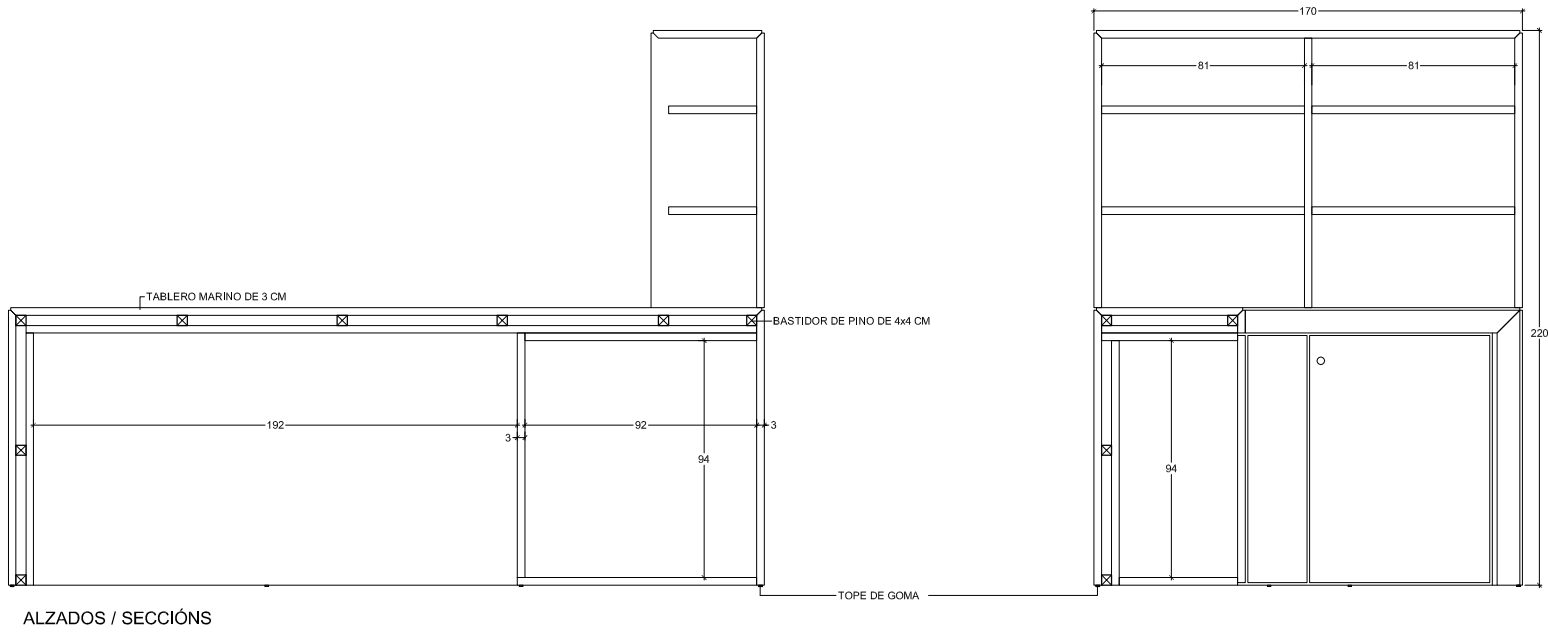 170
81
81
TABLERO MARINO DE 3 CM
BASTIDOR DE PINO DE 4x4 CM
220
192
3
92
3
94
94
TOPE DE GOMA
ALZADOS / SECCIÓNS